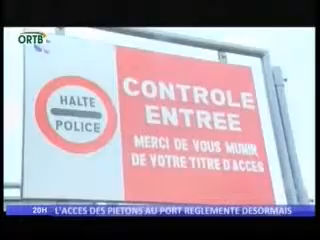 ORTB
HALTE
POLICE
CONTROLE
ENTREE
MERCI DE VOUS MUNIR
DE VOTRE TITRE D'ACCES
20H L'ACCES DES PIETONS AU PORT REGLEMENTE DESORMAIS